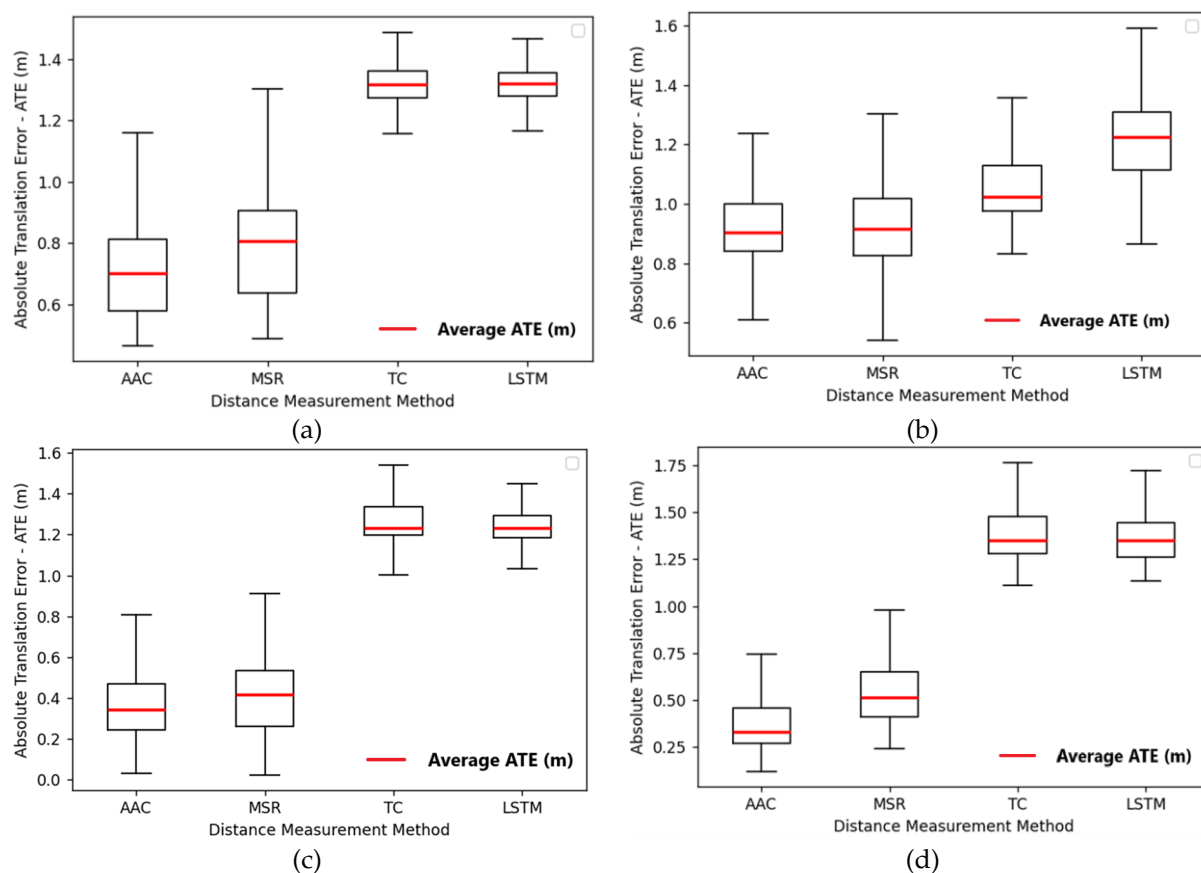 Absolute Translation Error - ATE (m)
1.4
1.2
1.0
0.8
0.6
Average ATE (m)
AAC MSR TC LSTM
Distance Measurement Method
(a)
Absolute Translation Error - ATE (m)
1.6
1.4
1.2
1.0
0.8
0.6
Average ATE (m)
AAC MSR TC LSTM
Distance Measurement Method
(b)
Absolute Translation Error - ATE (m)
1.6
1.4
1.2
1.0
0.8
0.6
0.4
0.2
0.0
Average ATE (m)
AAC MSR TC LSTM
Distance Measurement Method
(c)
Absolute Translation Error - ATE (m)
1.75
1.50
1.25
1.00
0.75
0.50
0.25
Average ATE (m)
AAC MSR TC LSTM
Distance Measurement Method
(d)